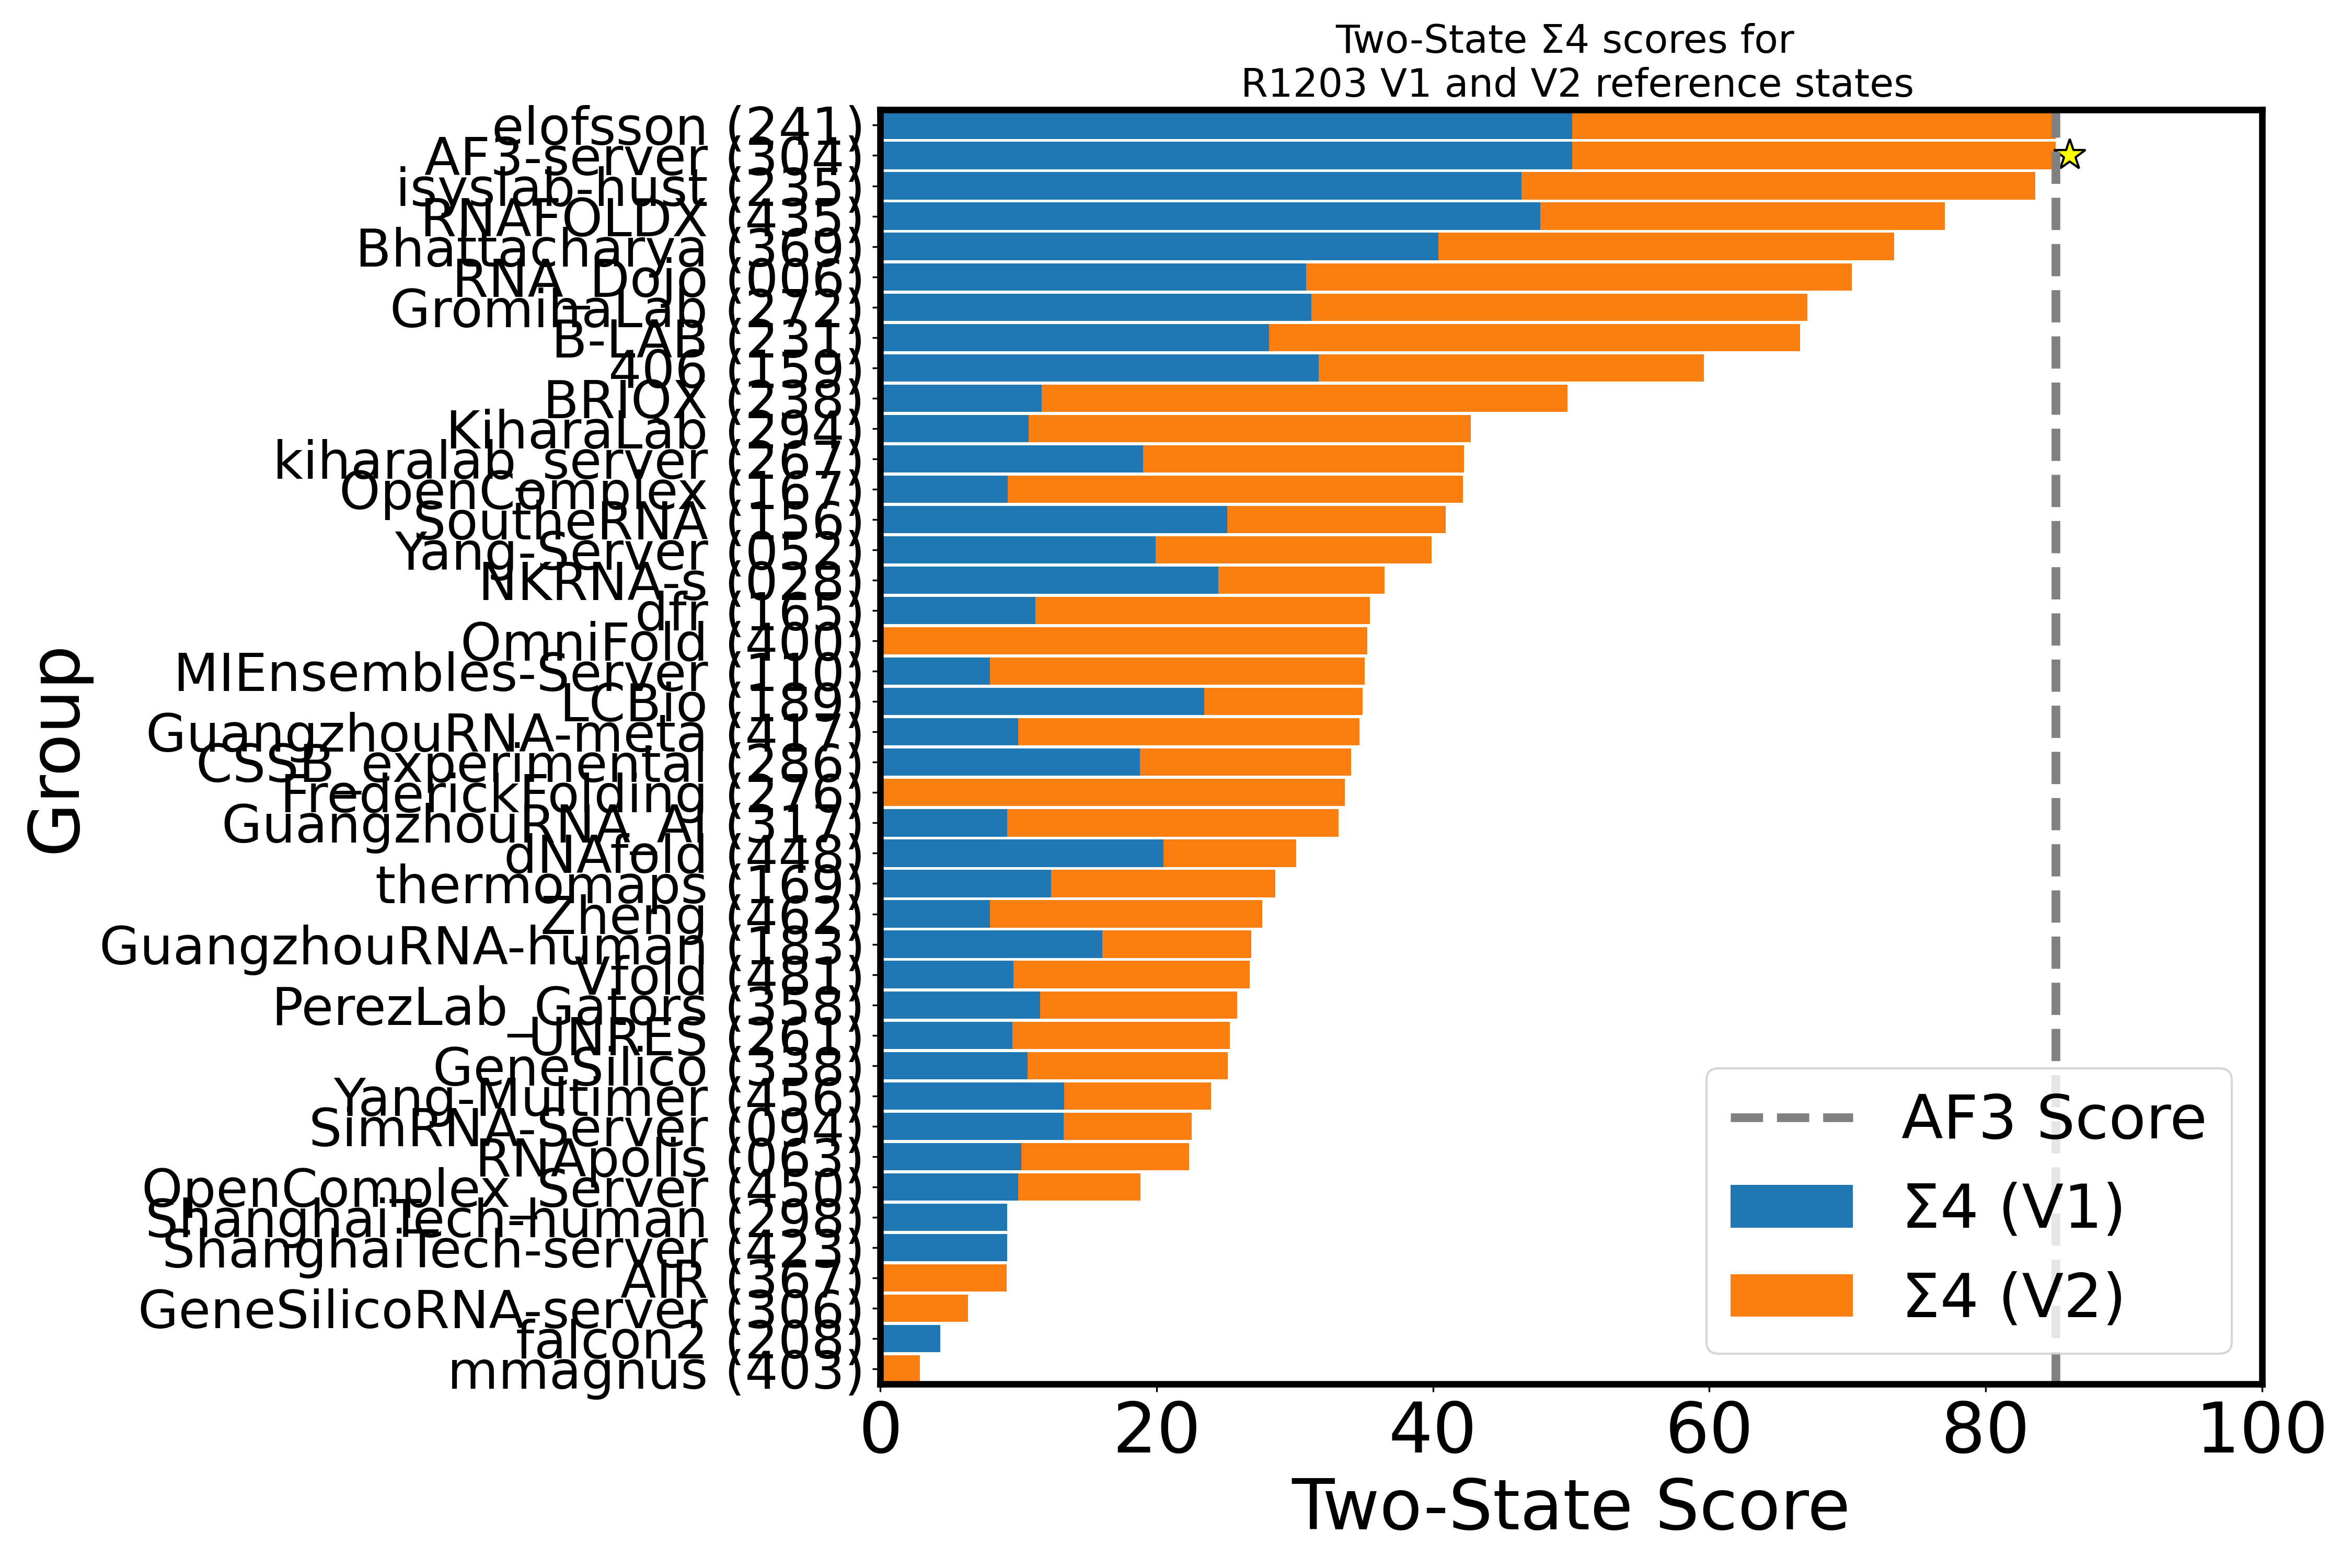 Two-State Σ4 scores for
R1203 V1 and V2 reference states
Group
elofsson (241)
AF3-server (304)
isyslab-hust (235)
RNAFOLDX (435)
Bhattacharya (369)
RNA_Dojo (006)
GromihaLab (272)
B-LAB (231)
406 (159)
BRIQX (238)
KiharaLab (294)
kiharalab_server (267)
OpenComplex (167)
SoutheRNA (156)
Yang-Server (052)
NKRNA-s (028)
dfr (165)
OmniFold (400)
MIEnsembles-Server (110)
LCBio (189)
GuangzhouRNA-meta (417)
CSSB_experimental (286)
FrederickFolding (276)
GuangzhouRNA_AI (317)
dNAfold (448)
thermomaps (169)
Zheng (462)
GuangzhouRNA-human (183)
Vfold (481)
PerezLab_Gators (358)
UNRES (261)
GeneSilico (338)
Yang-Multimer (456)
SimRNA-Server (094)
RNApolis (063)
OpenComplex_Server (450)
ShanghaiTech-human (298)
ShanghaiTech-server (423)
AIR (367)
GeneSilicoRNA-server (306)
falcon2 (208)
mmagnus (403)
AF3 Score
Σ4 (V1)
Σ4 (V2)
0 20 40 60 80 100
Two-State Score